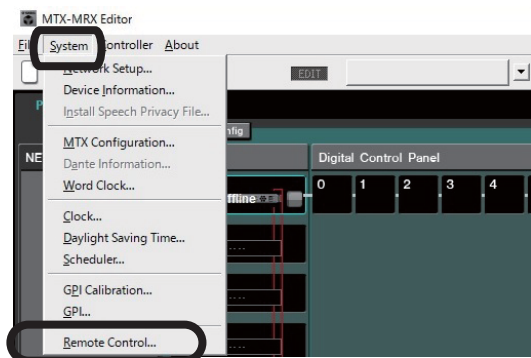 MTX-MRX Editor
System Controller About
Network Setup...
EDIT
Device Information...
Install Speech Privacy File...
MTX Configuration...
Digital Control Panel
Dante Information...
Word Clock...
0 1 2 3 4
Clock...
Daylight Saving Time...
Scheduler...
GPI Calibration...
GPI...
Remote Control...